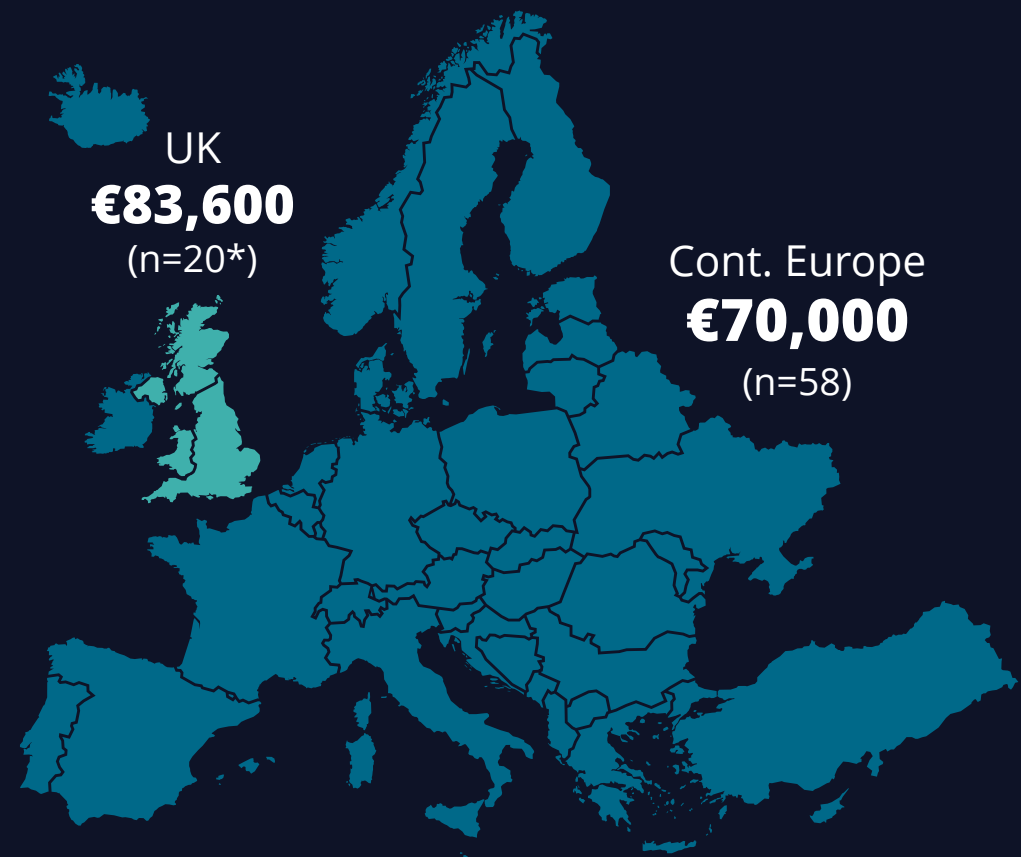 UK
€83,600
(n=20*)
Cont. Europe
€70,000
(n=58)